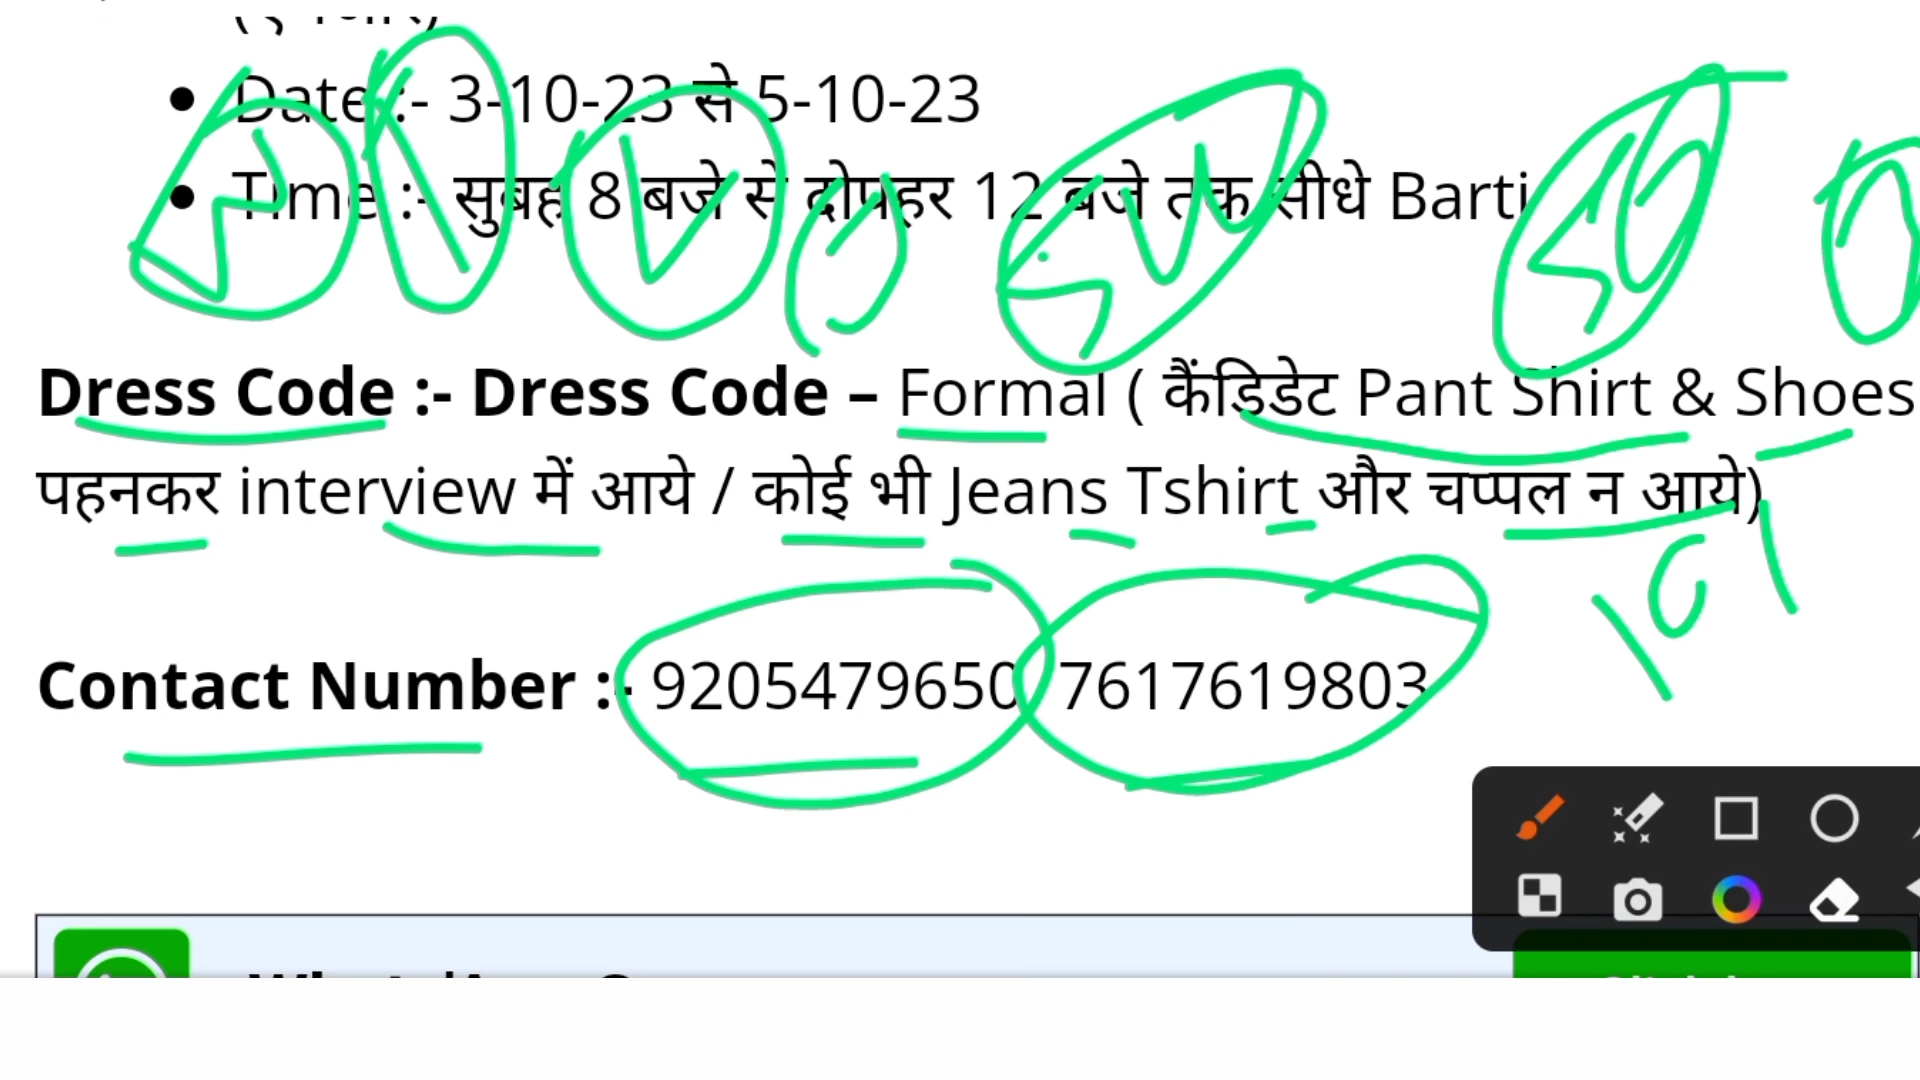 Date :- 3-10-23 से 5-10-23
Time :- सुबह 8 बजे से दोपहर 12 बजे तक सीधे Barti
Dress Code :- Dress Code – Formal ( कैंडिडेट Pant Shirt & Shoes
पहनकर interview में आये / कोई भी Jeans Tshirt और चप्पल न आये)
Contact Number :- 9205479650 7617619803